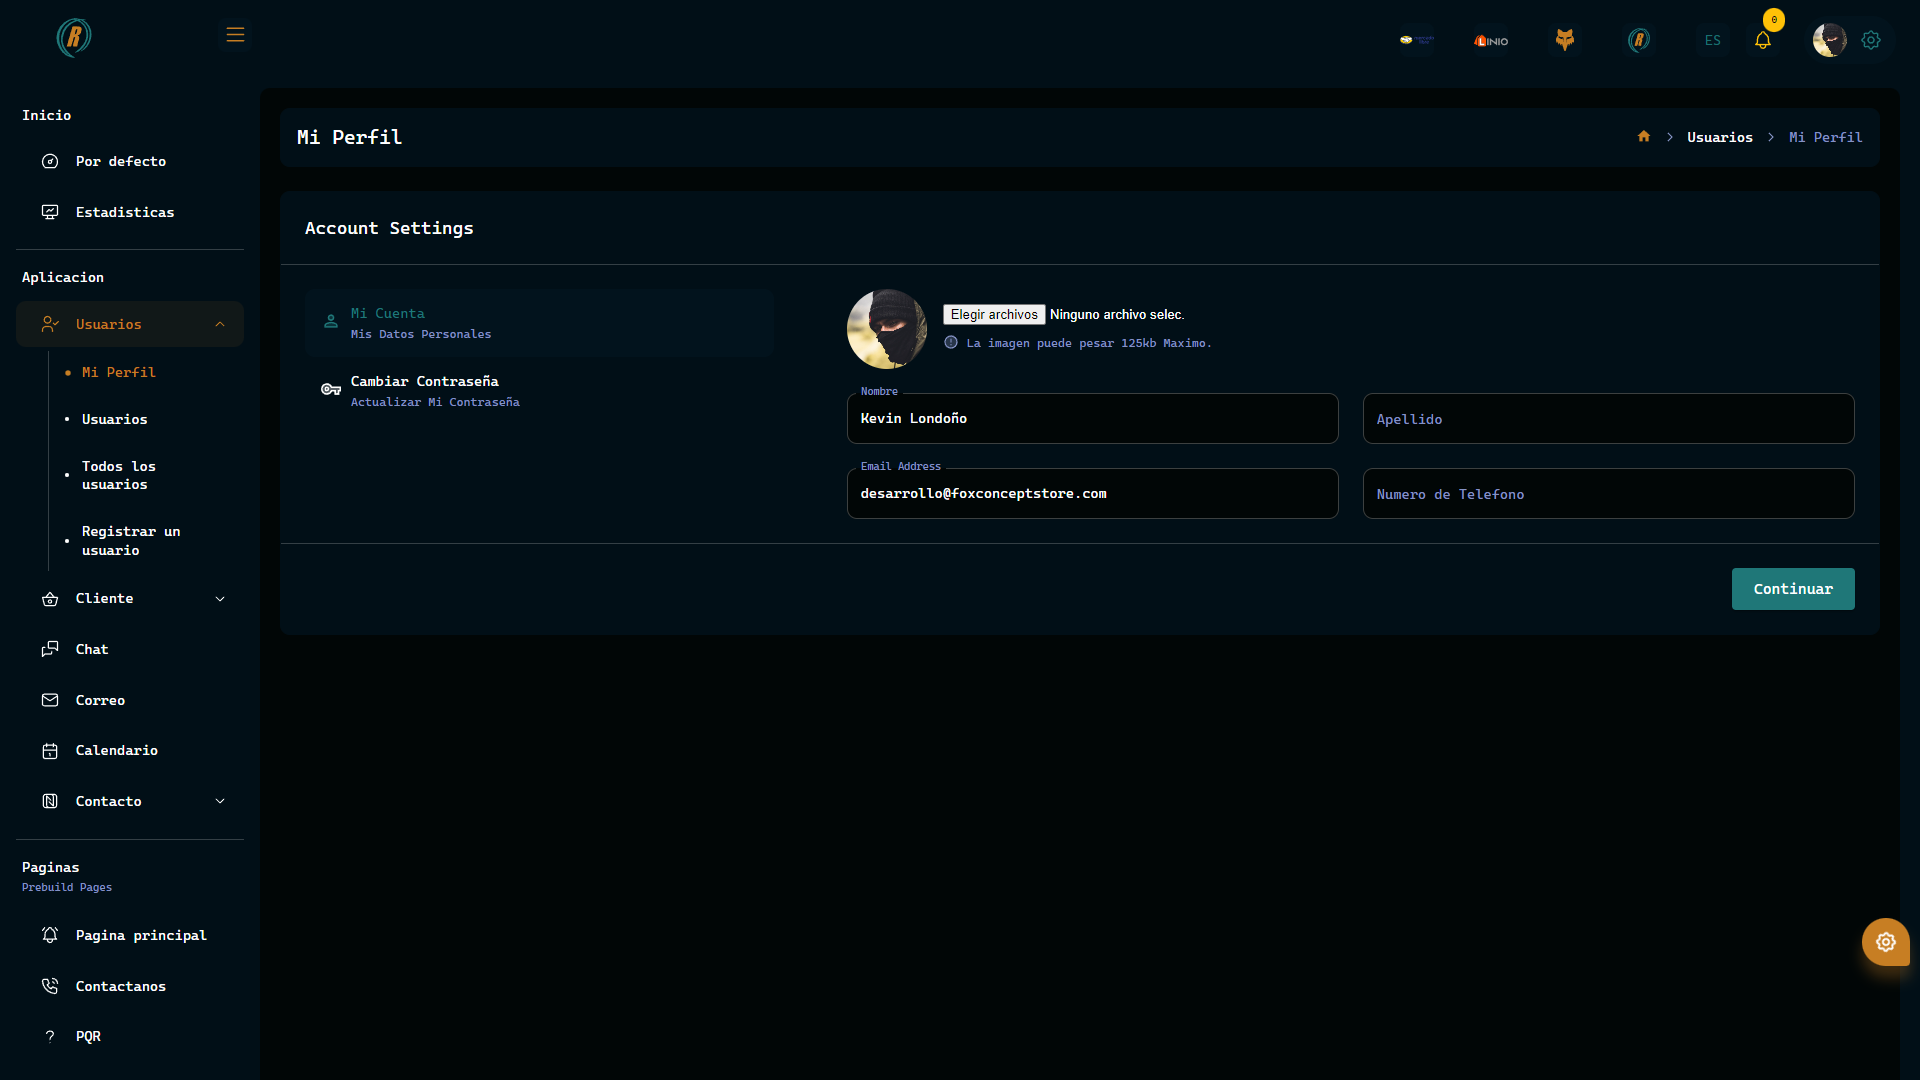 R
LINIO
R
ES
0
Inicio
Por defecto
Estadisticas
Aplicacion
Usuarios
Mi Perfil
Usuarios
Todos los
usuarios
Registrar un
usuario
Cliente
Chat
Correo
Calendario
Contacto
Paginas
Prebuild Pages
Pagina principal
Contactanos
PQR
Mi Perfil
Usuarios
Mi Perfil
Account Settings
Mi Cuenta
Mis Datos Personales
Cambiar Contraseña
Actualizar Mi Contraseña
Elegir archivos Ninguno archivo selec.
La imagen puede pesar 125kb Maximo.
Nombre
Kevin Londoño
Apellido
Email Address
desarrollo@foxconceptstore.com
Numero de Telefono
Continuar